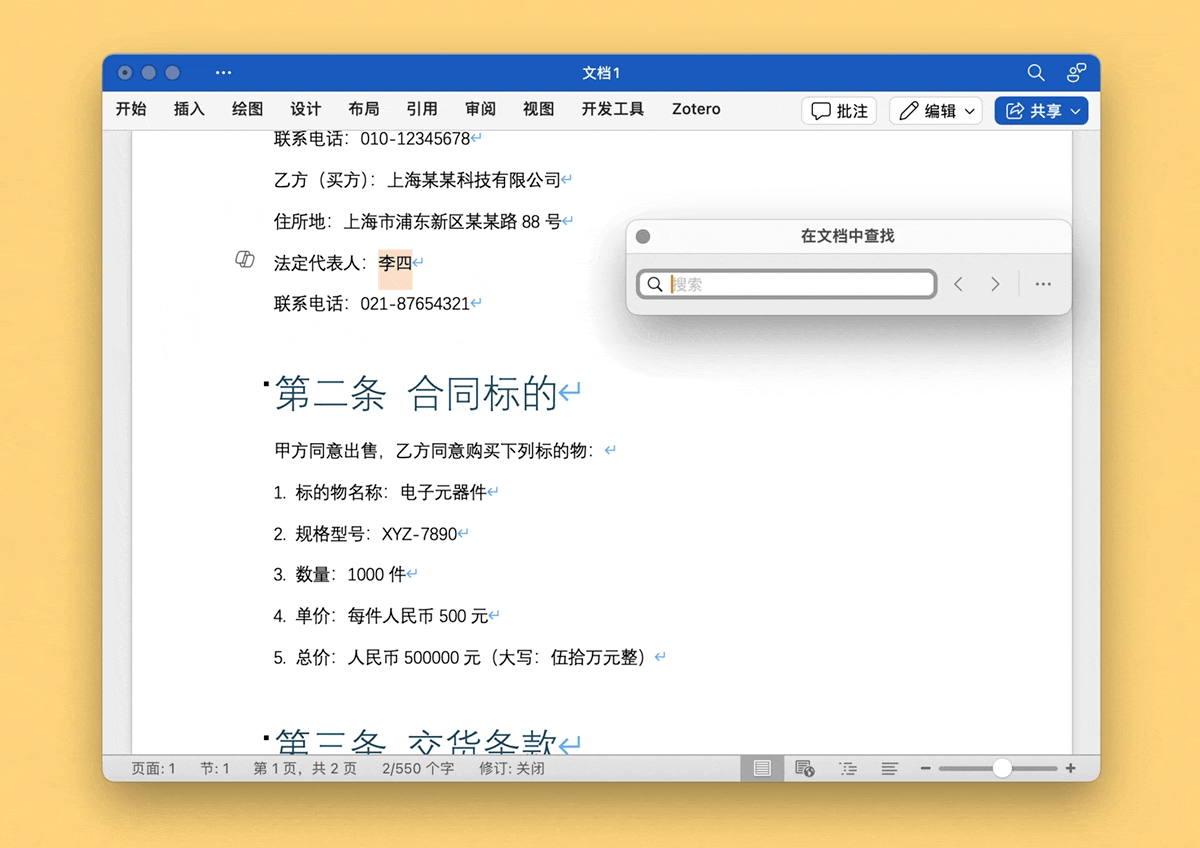 文档1
开始 插入 绘图 设计 布局 引用 审阅 视图 开发工具 Zotero 批注 编辑 共享
联系电话：010-12345678
乙方（买方）：上海某某科技有限公司
住所地：上海市浦东新区某某路 88 号
法定代表人：李四
联系电话：021-87654321
在文档中查找
搜索
第二条 合同标的
甲方同意出售，乙方同意购买下列标的物：
1. 标的物名称：电子元器件
2. 规格型号：XYZ-7890
3. 数量：1000 件
4. 单价：每件人民币 500 元
5. 总价：人民币 500000 元（大写：伍拾万元整）
第三条 交货条款
页面: 1 节: 1 第 1 页，共 2 页 2/550 个字 修订: 关闭